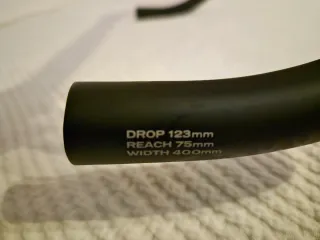 DROP 123mm
REACH 75mm
WIDTH 400mm